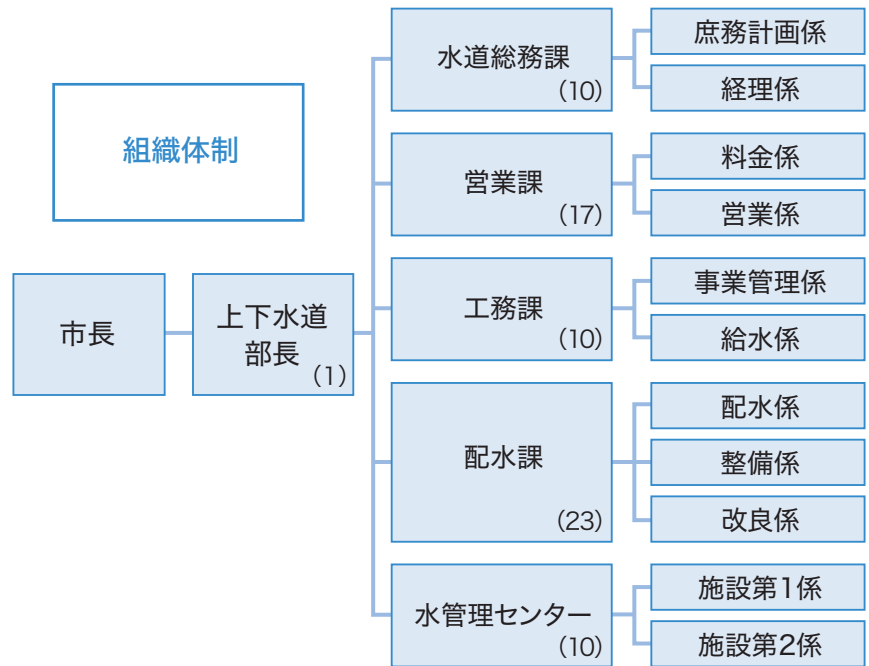 組織体制
市長
上下水道
部長
（1）
水道総務課
（10）
庶務計画係
経理係
営業課
（17）
料金係
営業係
工務課
（10）
事業管理係
給水係
配水課
（23）
配水係
整備係
改良係
水管理センター
（10）
施設第1係
施設第2係